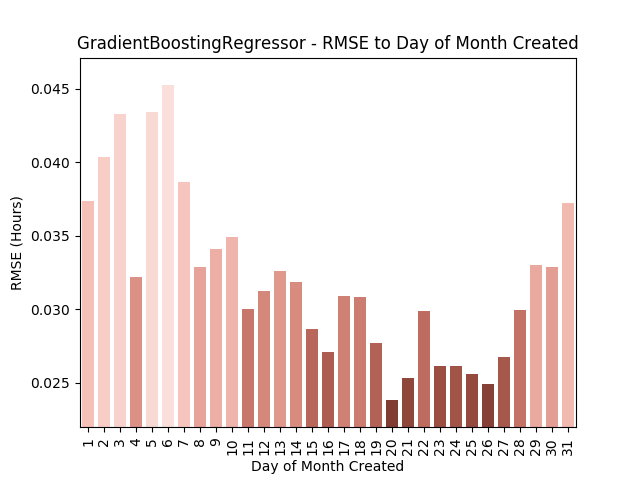 GradientBoostingRegressor - RMSE to Day of Month Created
0.045
0.040
0.035
0.030
0.025
RMSE (Hours)
1 2 3 4 5 6 7 8 9 10 11 12 13 14 15 16 17 18 19 20 21 22 23 24 25 26 27 28 29 30 31
Day of Month Created